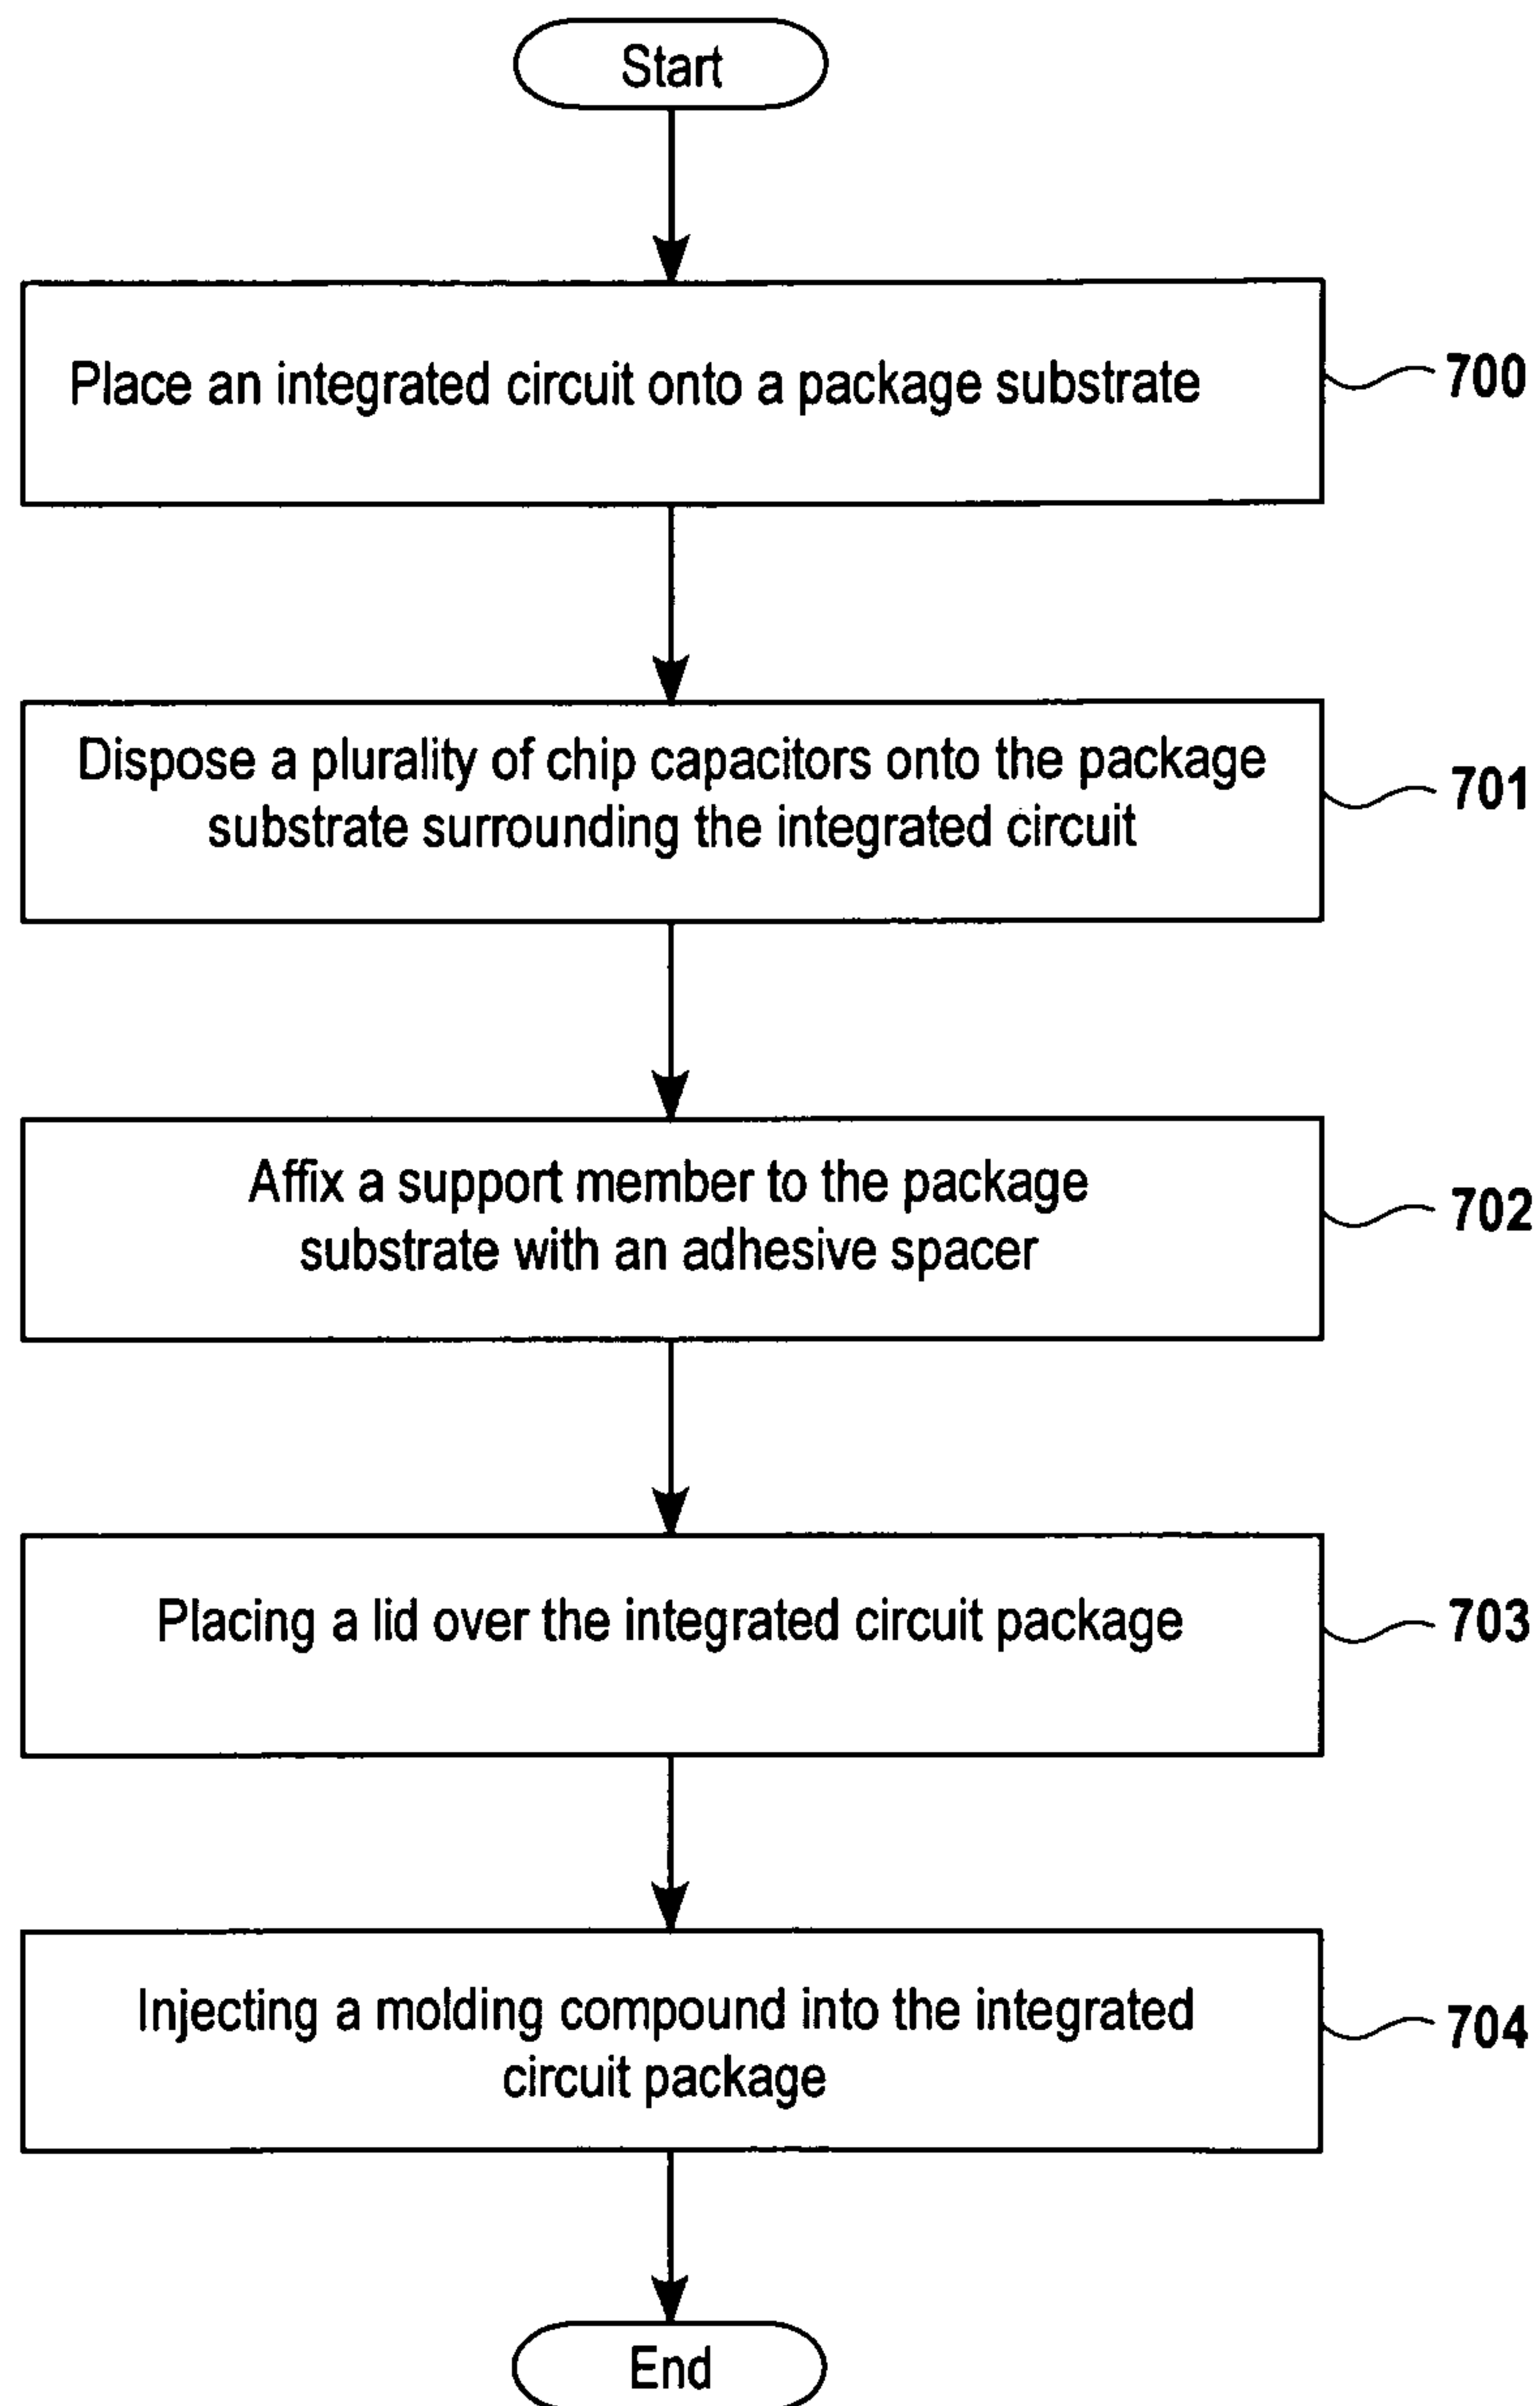 Start
Place an integrated circuit onto a package substrate
700
Dispose a plurality of chip capacitors onto the package
substrate surrounding the integrated circuit
701
Affix a support member to the package
substrate with an adhesive spacer
702
Placing a lid over the integrated circuit package
703
Injecting a molding compound into the integrated
circuit package
704
End